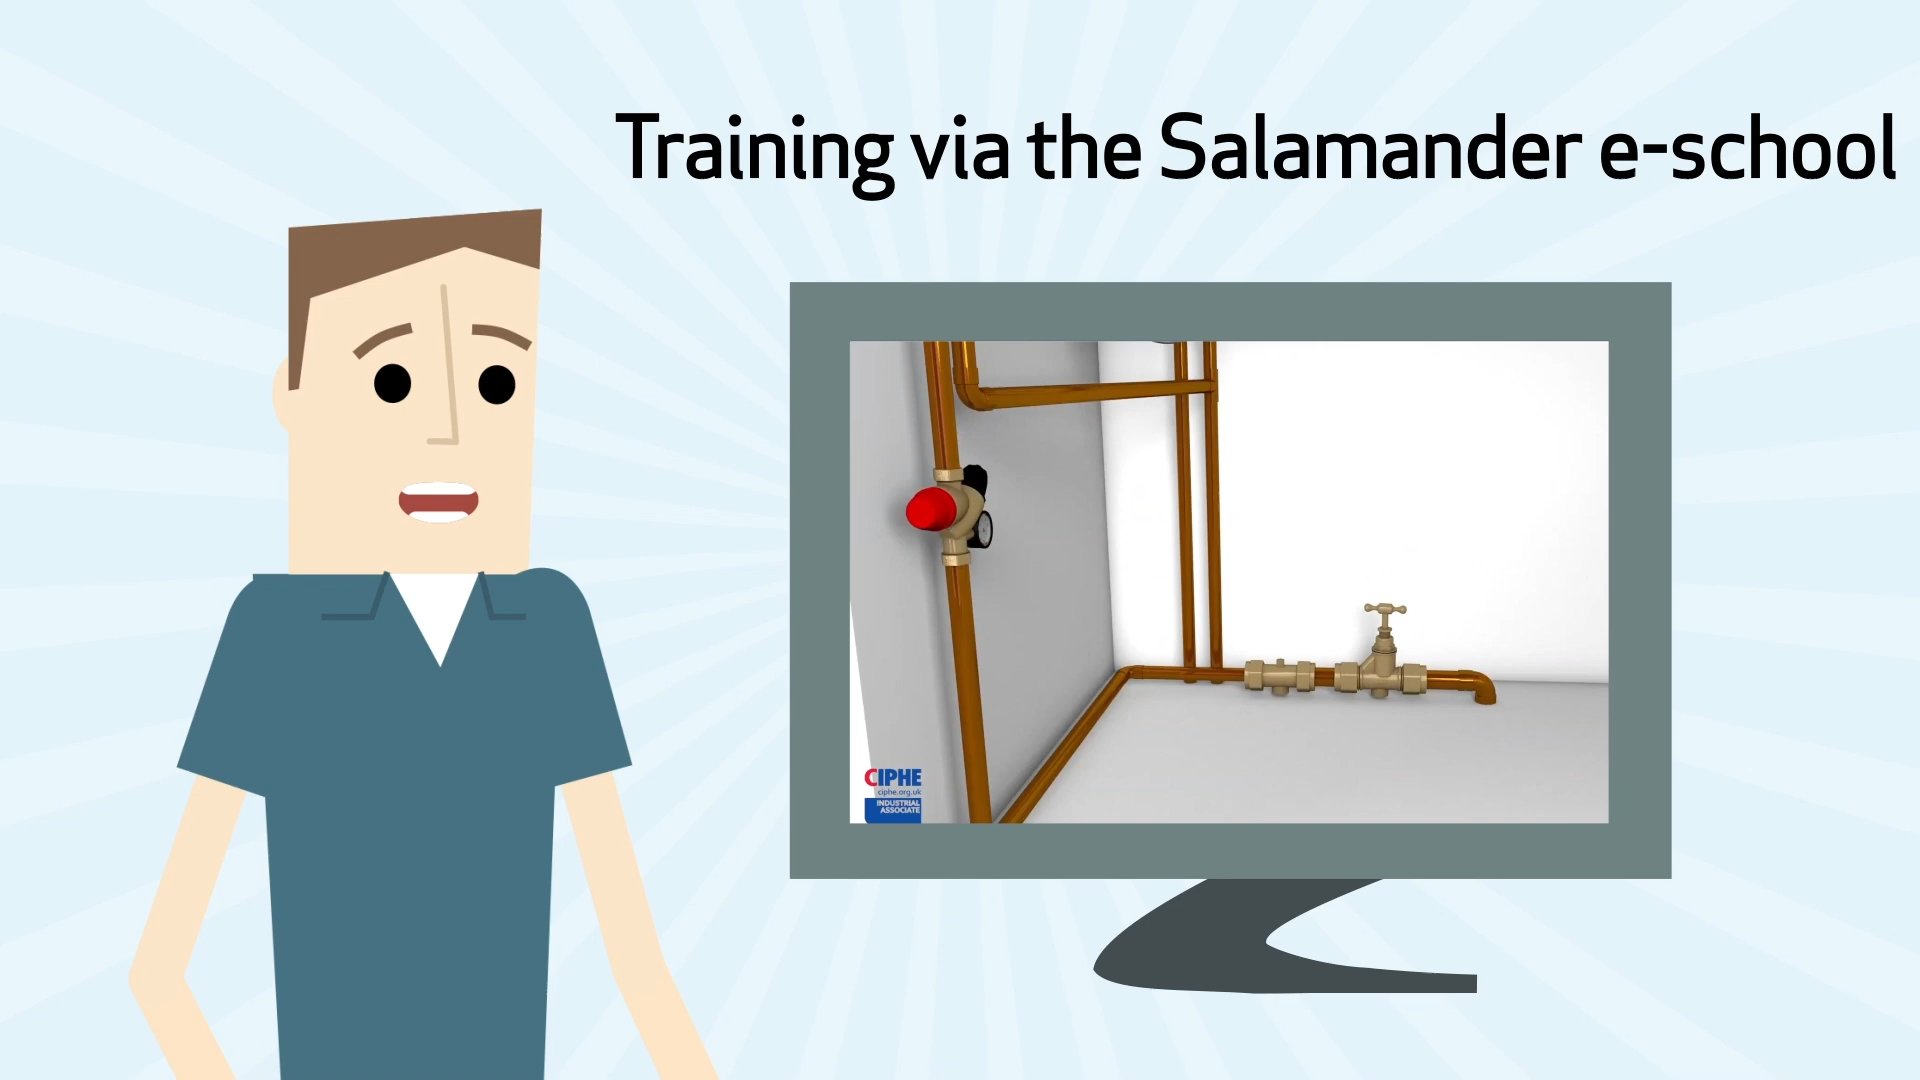 Training via the Salamander e-school
CIPHE
ciphe.org.uk
INDUSTRIAL
ASSOCIATE